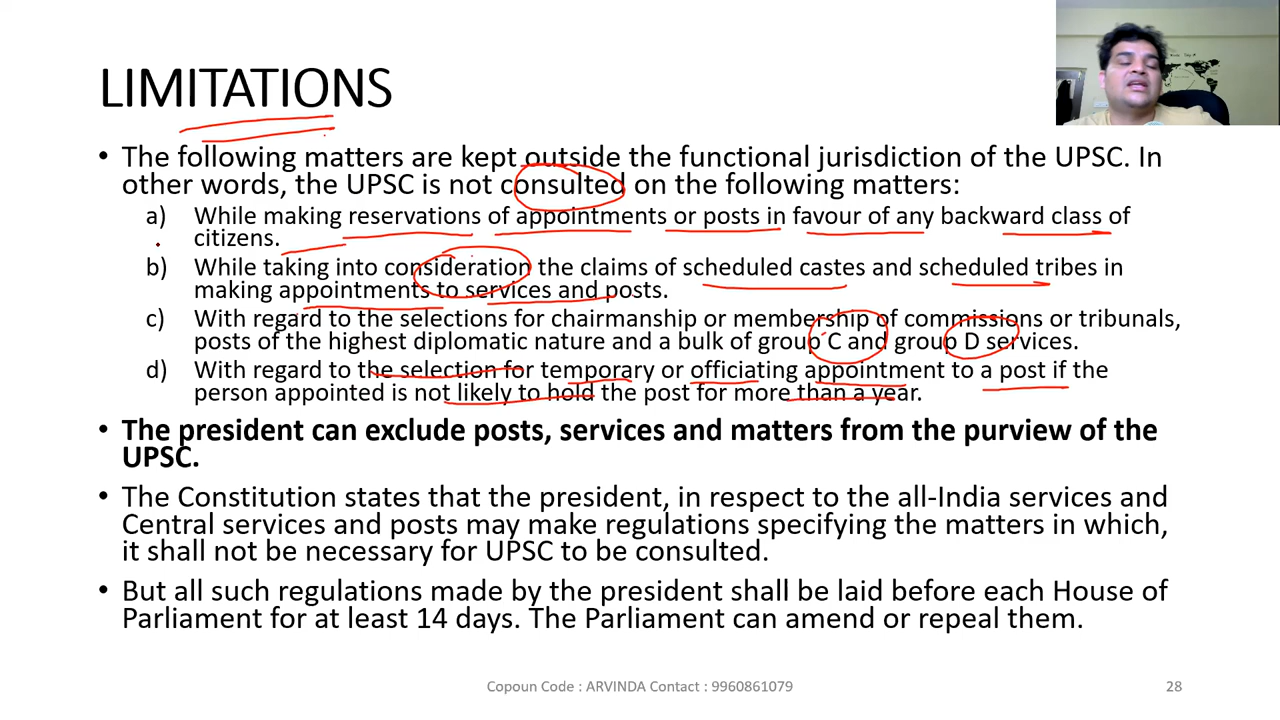 LIMITATIONS
• The following matters are kept outside the functional jurisdiction of the UPSC. In
other words, the UPSC is not consulted on the following matters:
a) While making reservations of appointments or posts in favour of any backward class of
citizens.
b) While taking into consideration the claims of scheduled castes and scheduled tribes in
making appointments to services and posts.
c) With regard to the selections for chairmanship or membership of commissions or tribunals,
posts of the highest diplomatic nature and a bulk of group C and group D services.
d) With regard to the selection for temporary or officiating appointment to a post if the
person appointed is not likely to hold the post for more than a year.
• The president can exclude posts, services and matters from the purview of the
UPSC.
• The Constitution states that the president, in respect to the all-India services and
Central services and posts may make regulations specifying the matters in which,
it shall not be necessary for UPSC to be consulted.
• But all such regulations made by the president shall be laid before each House of
Parliament for at least 14 days. The Parliament can amend or repeal them.
Copoun Code : ARVINDA Contact : 9960861079
28